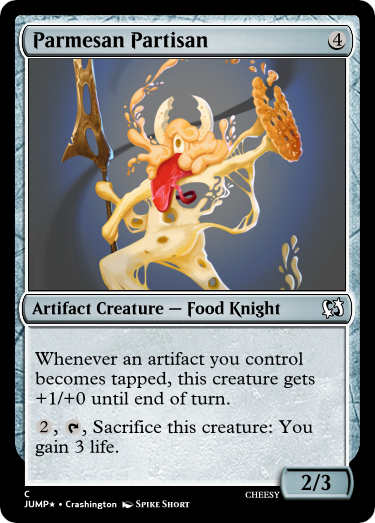 Parmesan Partisan 4
Artifact Creature — Food Knight
Whenever an artifact you control
becomes tapped, this creature gets
+1/+0 until end of turn.
2, , Sacrifice this creature: You
gain 3 life.
2/3
C
JUMP★ • Crashington Spike Short
CHEESY